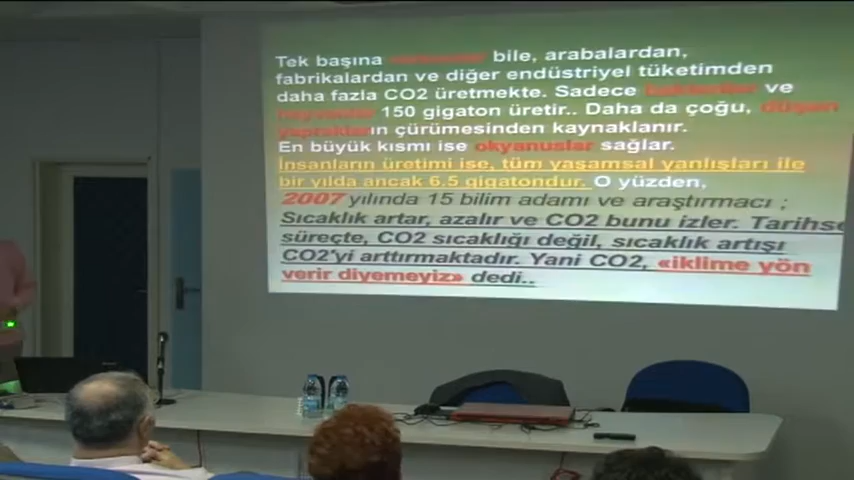 Tek başına bile, arabalardan,
fabrikalardan ve diğer endüstriyel tüketimden
daha fazla CO2 üretmekte. Sadece bakteriler ve
hayvanlar 150 gigaton üretir.. Daha da çoğu, düşen
yaprakların çürümesinden kaynaklanır.
En büyük kısmı ise okyanuslar sağlar.
İnsanların üretimi ise, tüm yaşamsal yanlışları ile
bir yılda ancak 6.5 gigatondur. O yüzden,
2007 yılında 15 bilim adamı ve araştırmacı ;
Sıcaklık artar, azalır ve CO2 bunu izler. Tarihse
süreçte, CO2 sıcaklığı değil, sıcaklık artışı
CO2'yi arttırmaktadır. Yani CO2, «iklime yön
verir diyemeyiz» dedi..